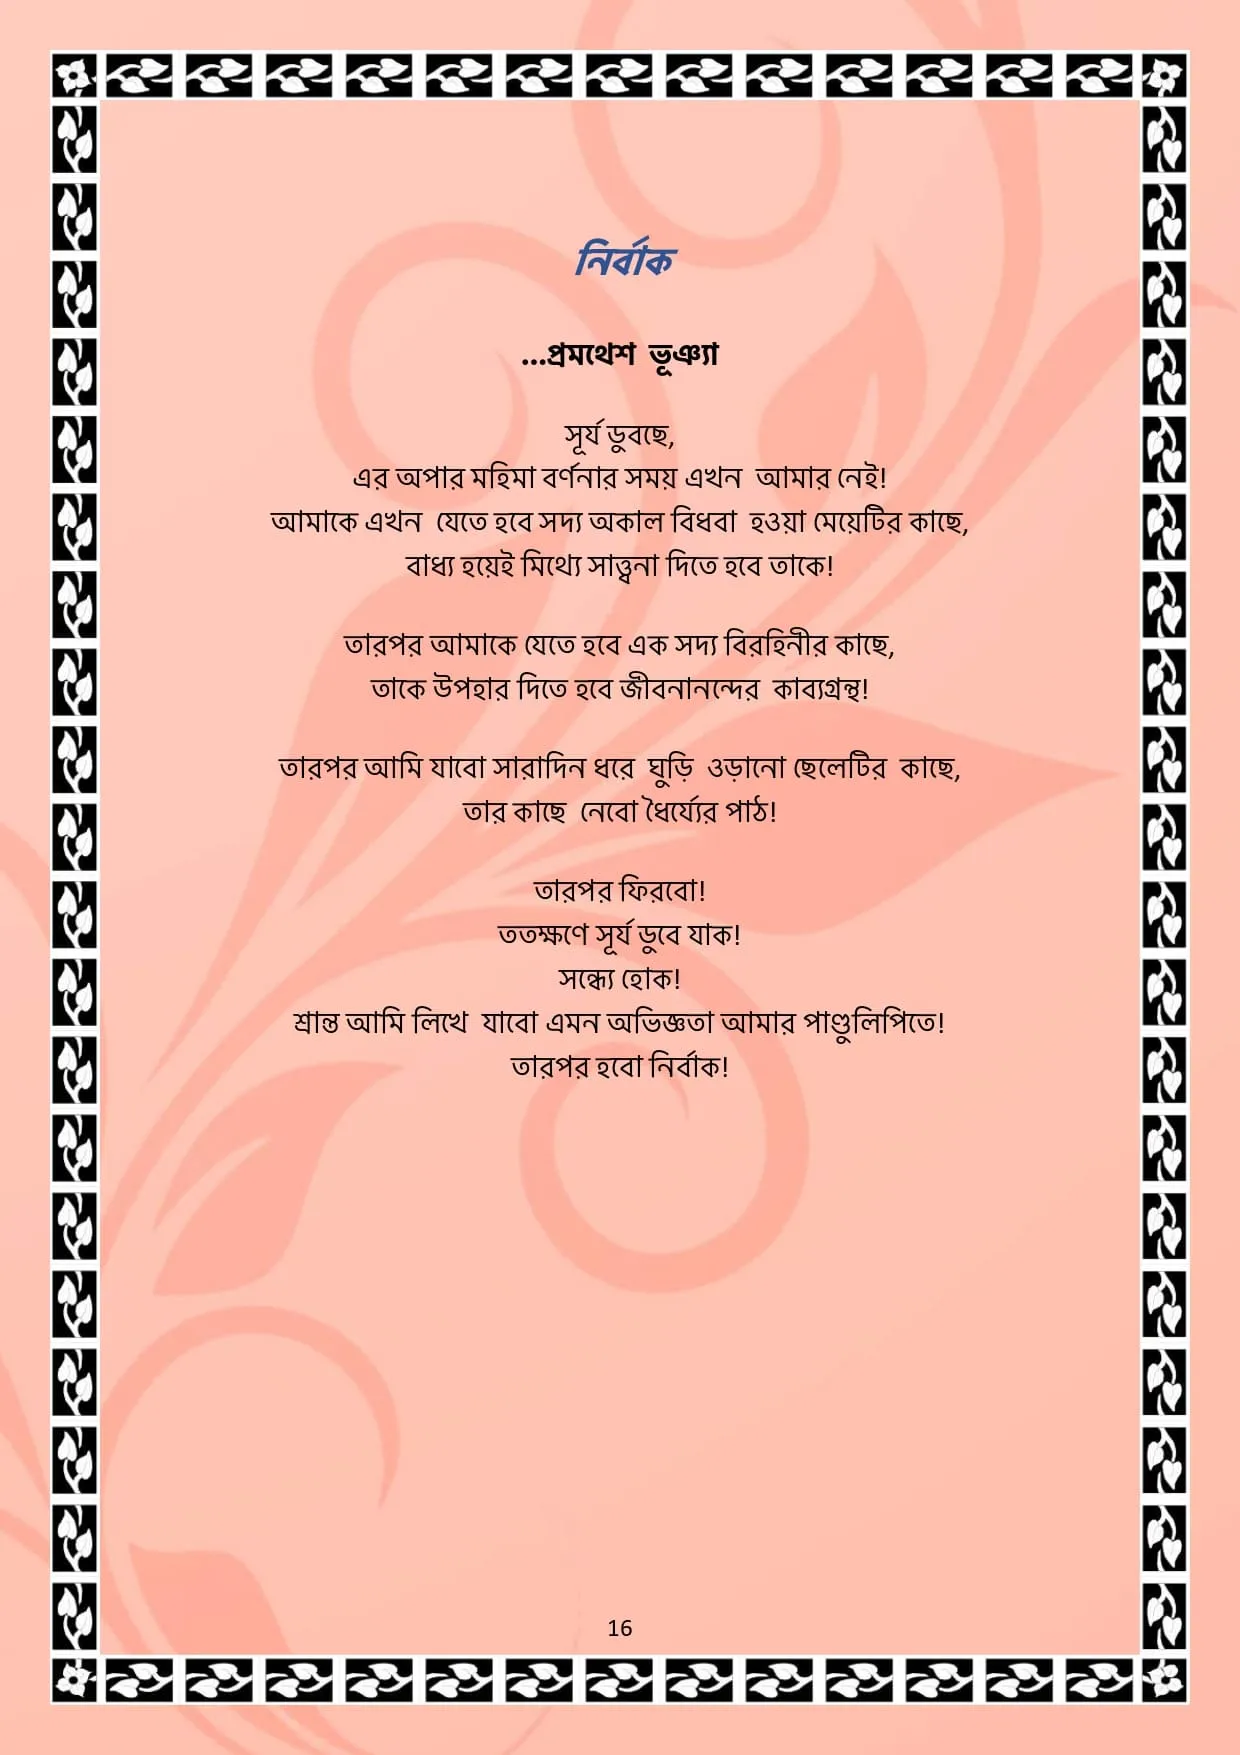 নির্বাক
...প্রমথেশ ভূঞ্যা
সূর্য ডুবছে,
এর অপার মহিমা বর্ণনার সময় এখন আমার নেই!
আমাকে এখন যেতে হবে সদ্য অকাল বিধবা হওয়া মেয়েটির কাছে,
বাধ্য হয়েই মিথ্যে সাত্ত্বনা দিতে হবে তাকে!
তারপর আমাকে যেতে হবে এক সদ্য বিরহিনীর কাছে,
তাকে উপহার দিতে হবে জীবনানন্দের কাব্যগ্রন্থ!
তারপর আমি যাবো সারাদিন ধরে ঘুড়ি ওড়ানো ছেলেটির কাছে,
তার কাছে নেবো ধৈর্য্যের পাঠ!
তারপর ফিরবো!
ততক্ষণে সূর্য ডুবে যাক!
সন্ধ্যে হোক!
শ্রান্ত আমি লিখে যাবো এমন অভিজ্ঞতা আমার পাণ্ডুলিপিতে!
তারপর হবো নির্বাক!
16